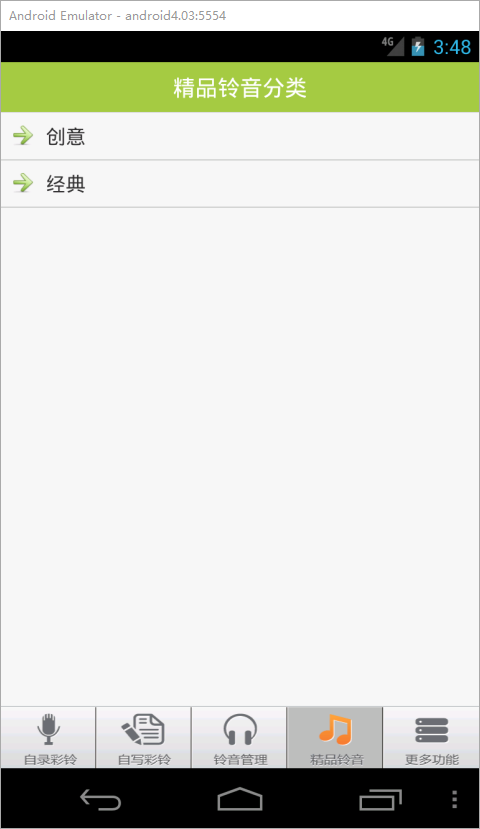 Android Emulator - android4.03:5554
4G 3:48
精品铃音分类
创意
经典
自录彩铃 自写彩铃 铃音管理 精品铃音 更多功能